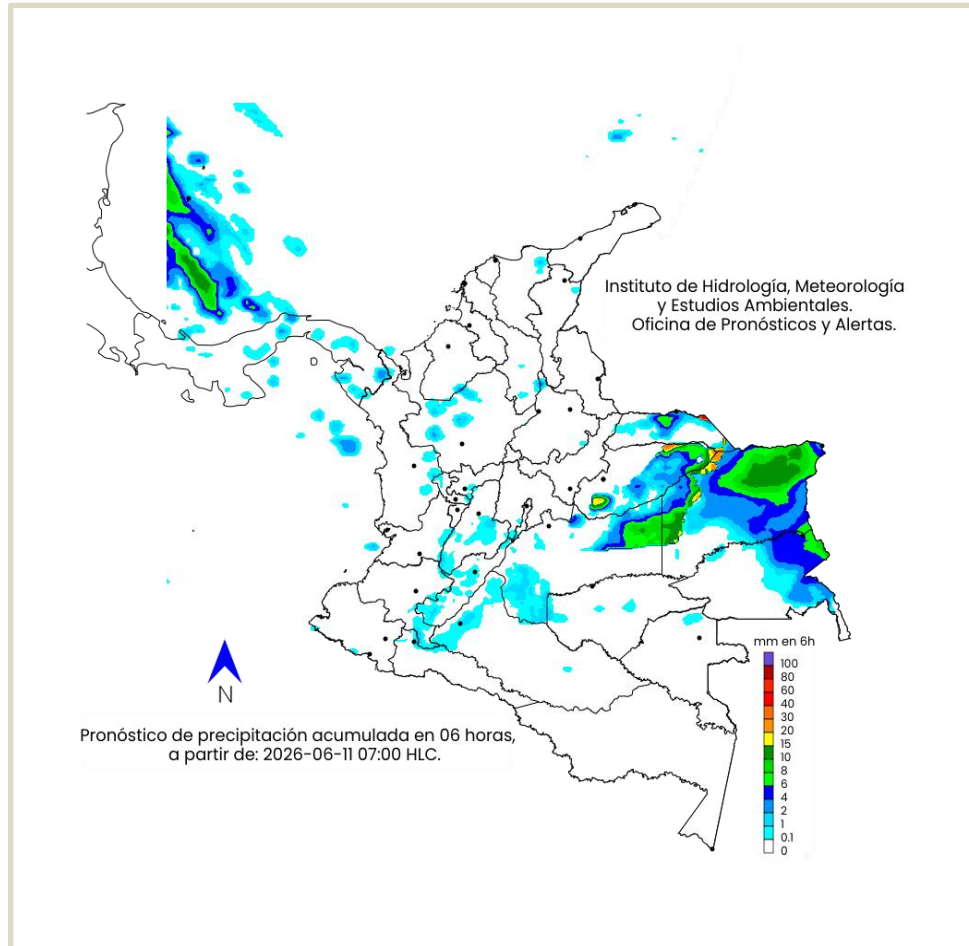 Instituto de Hidrología, Meteorología
y Estudios Ambientales.
Oficina de Pronósticos y Alertas.
mm en 6h
100
80
60
40
30
20
15
10
8
6
4
2
1
0.1
0
N
Pronóstico de precipitación acumulada en 06 horas,
a partir de: 2026-06-11 07:00 HLC.